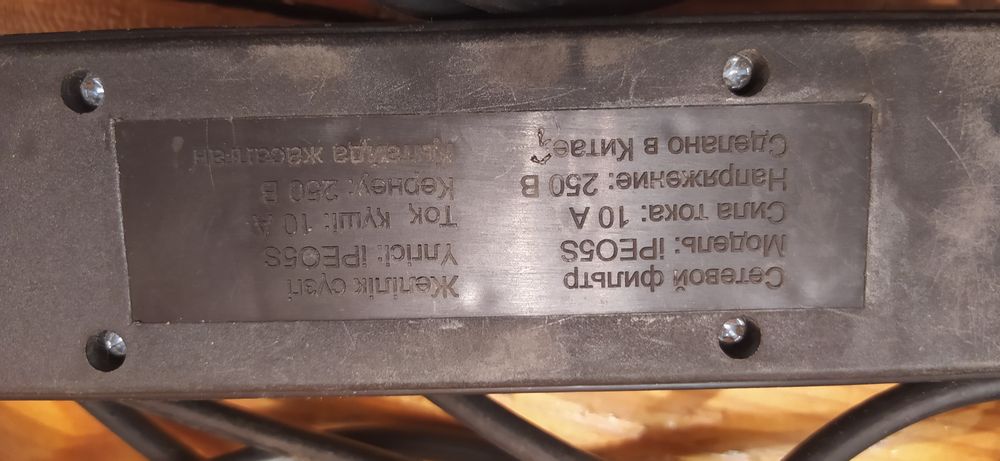 Сетевой фильтр
Модель: iPEO5S
Сила тока: 10 А
Напряжение: 250 В
Сделано в Китае
Желілік сүзгі
Үлгісі: iPEO5S
Тоқ күші: 10 А
Кернеу: 250 В
Қытайда жасалған